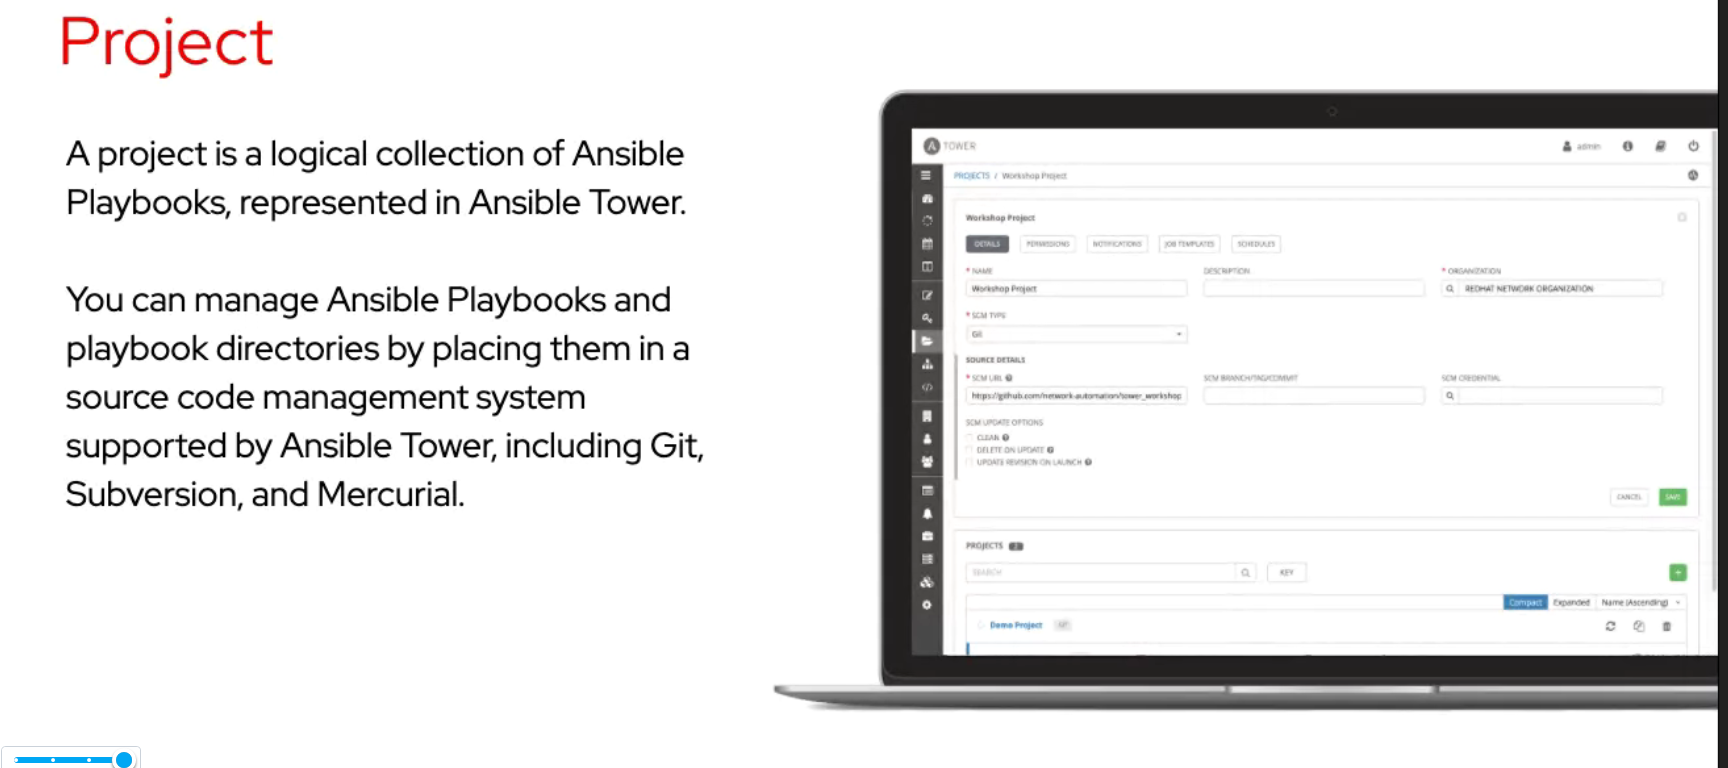 Project
A project is a logical collection of Ansible
Playbooks, represented in Ansible Tower.
You can manage Ansible Playbooks and
playbook directories by placing them in a
source code management system
supported by Ansible Tower, including Git,
Subversion, and Mercurial.
TOWER
admin
PROJECTS / Workshop Project
Workshop Project
DETAILS PERMISSIONS NOTIFICATIONS JOB TEMPLATES SCHEDULES
* NAME DESCRIPTION * ORGANIZATION
Workshop Project REDHAT NETWORK ORGANIZATION
* SCM TYPE
Git
SOURCE DETAILS
* SCM URL SCM BRANCH/TAG/COMMIT SCM CREDENTIAL
https://github.com/network-automation/tower_workshop
SCM UPDATE OPTIONS
CLEAN
DELETE ON UPDATE
UPDATE REVISION ON LAUNCH
CANCEL SAVE
PROJECTS
SEARCH KEY
Compact Expanded Name (Ascending)
Demo Project